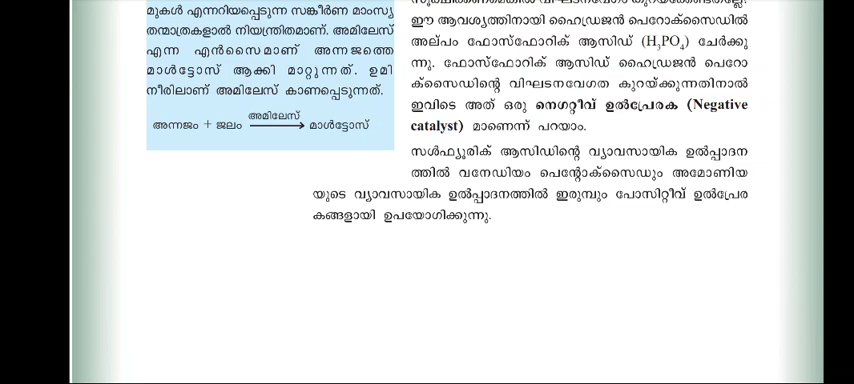 മുകൾ എന്നറിയപ്പെടുന്ന സങ്കീർണ മാംസ്യ
തന്മാത്രകളാൽ നിയന്ത്രിതമാണ്. അമിലേസ്
എന്ന എൻസൈമാണ് അന്നജത്തെ
മാൾട്ടോസ് ആക്കി മാറ്റുന്നത്. ഉമി
നീരിലാണ് അമിലേസ് കാണപ്പെടുന്നത്.
അന്നജം + ജലം ⟶ മാൾട്ടോസ്
അമിലേസ്
ഈ ആവശ്യത്തിനായി ഹൈഡ്രജൻ പെറോക്സൈഡിൽ
അല്പം ഫോസ്ഫോറിക് ആസിഡ് (H₃PO₄) ചേർക്കു
ന്നു. ഫോസ്ഫോറിക് ആസിഡ് ഹൈഡ്രജൻ പെറോ
ക്സൈഡിന്റെ വിഘടനവേഗത കുറയ്ക്കുന്നതിനാൽ
ഇവിടെ അത് ഒരു നെഗറ്റീവ് ഉൽപ്രേരക (Negative
catalyst) മാണെന്ന് പറയാം.
സൾഫ്യൂരിക് ആസിഡിന്റെ വ്യാവസായിക ഉൽപ്പാദന
ത്തിൽ വനേഡിയം പെന്റോക്സൈഡും അമോണിയ
യുടെ വ്യാവസായിക ഉൽപ്പാദനത്തിൽ ഇരുമ്പും പോസിറ്റീവ് ഉൽപ്രേര
കങ്ങളായി ഉപയോഗിക്കുന്നു.